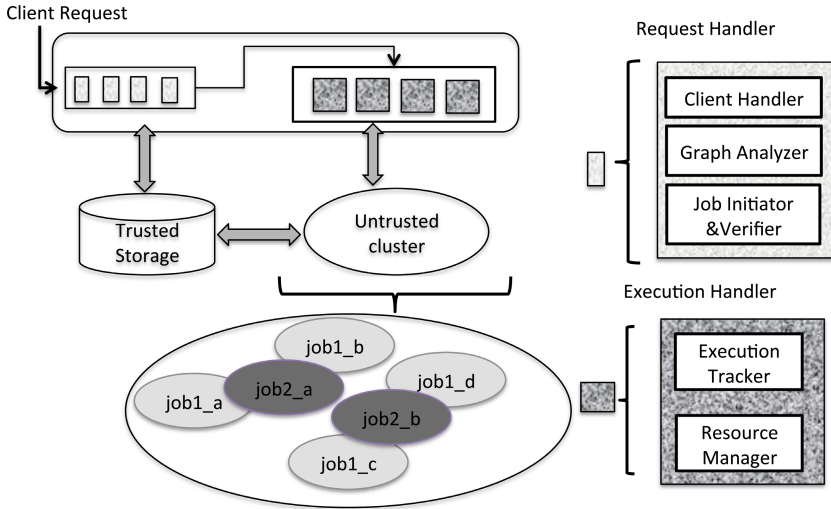 Client Request
Request Handler
Client Handler
Graph Analyzer
Job Initiator
&Verifier
Trusted
Storage
Untrusted
cluster
Execution Handler
job1_b
job1_d
job2_a
job1_a
job2_b
job1_c
Execution
Tracker
Resource
Manager